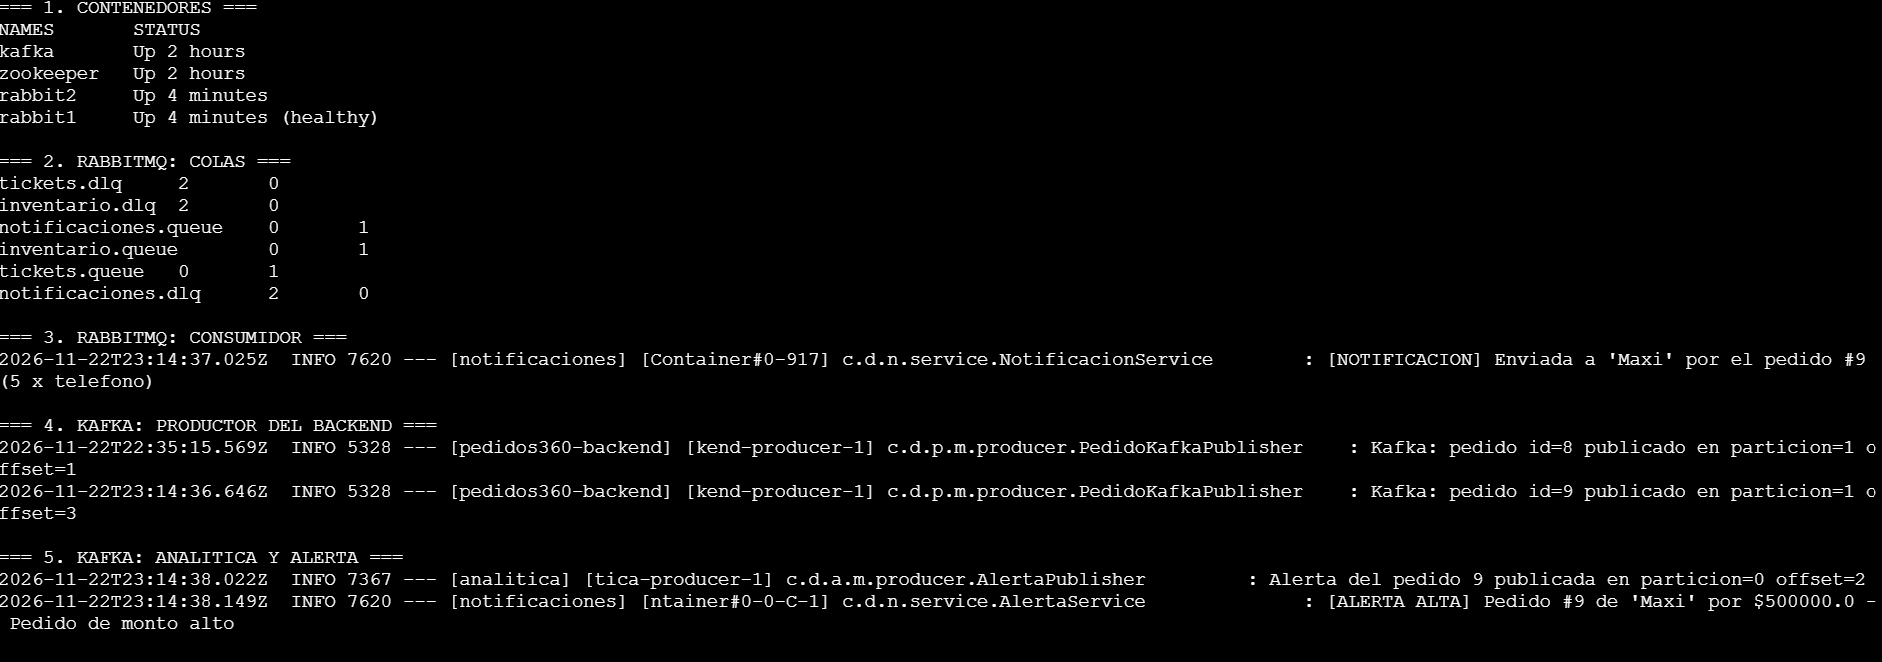 === 1. CONTENEDORES ===
NAMES       STATUS
kafka       Up 2 hours
zookeeper   Up 2 hours
rabbit2     Up 4 minutes
rabbit1     Up 4 minutes (healthy)
=== 2. RABBITMQ: COLAS ===
tickets.dlq     2       0
inventario.dlq  2       0
notificaciones.queue    0       1
inventario.queue        0       1
tickets.queue   0       1
notificaciones.dlq      2       0
=== 3. RABBITMQ: CONSUMIDOR ===
2026-11-22T23:14:37.025Z  INFO 7620 --- [notificaciones] [Container#0-917] c.d.n.service.NotificacionService        : [NOTIFICACION] Enviada a 'Maxi' por el pedido #9
(5 x telefono)
=== 4. KAFKA: PRODUCTOR DEL BACKEND ===
2026-11-22T22:35:15.569Z  INFO 5328 --- [pedidos360-backend] [kend-producer-1] c.d.p.m.producer.PedidoKafkaPublisher    : Kafka: pedido id=8 publicado en particion=1 o
ffset=1
2026-11-22T23:14:36.646Z  INFO 5328 --- [pedidos360-backend] [kend-producer-1] c.d.p.m.producer.PedidoKafkaPublisher    : Kafka: pedido id=9 publicado en particion=1 o
ffset=3
=== 5. KAFKA: ANALITICA Y ALERTA ===
2026-11-22T23:14:38.022Z  INFO 7367 --- [analitica] [tica-producer-1] c.d.a.m.producer.AlertaPublisher         : Alerta del pedido 9 publicada en particion=0 offset=2
2026-11-22T23:14:38.149Z  INFO 7620 --- [notificaciones] [ntainer#0-0-C-1] c.d.n.service.AlertaService              : [ALERTA ALTA] Pedido #9 de 'Maxi' por $500000.0 -
 Pedido de monto alto